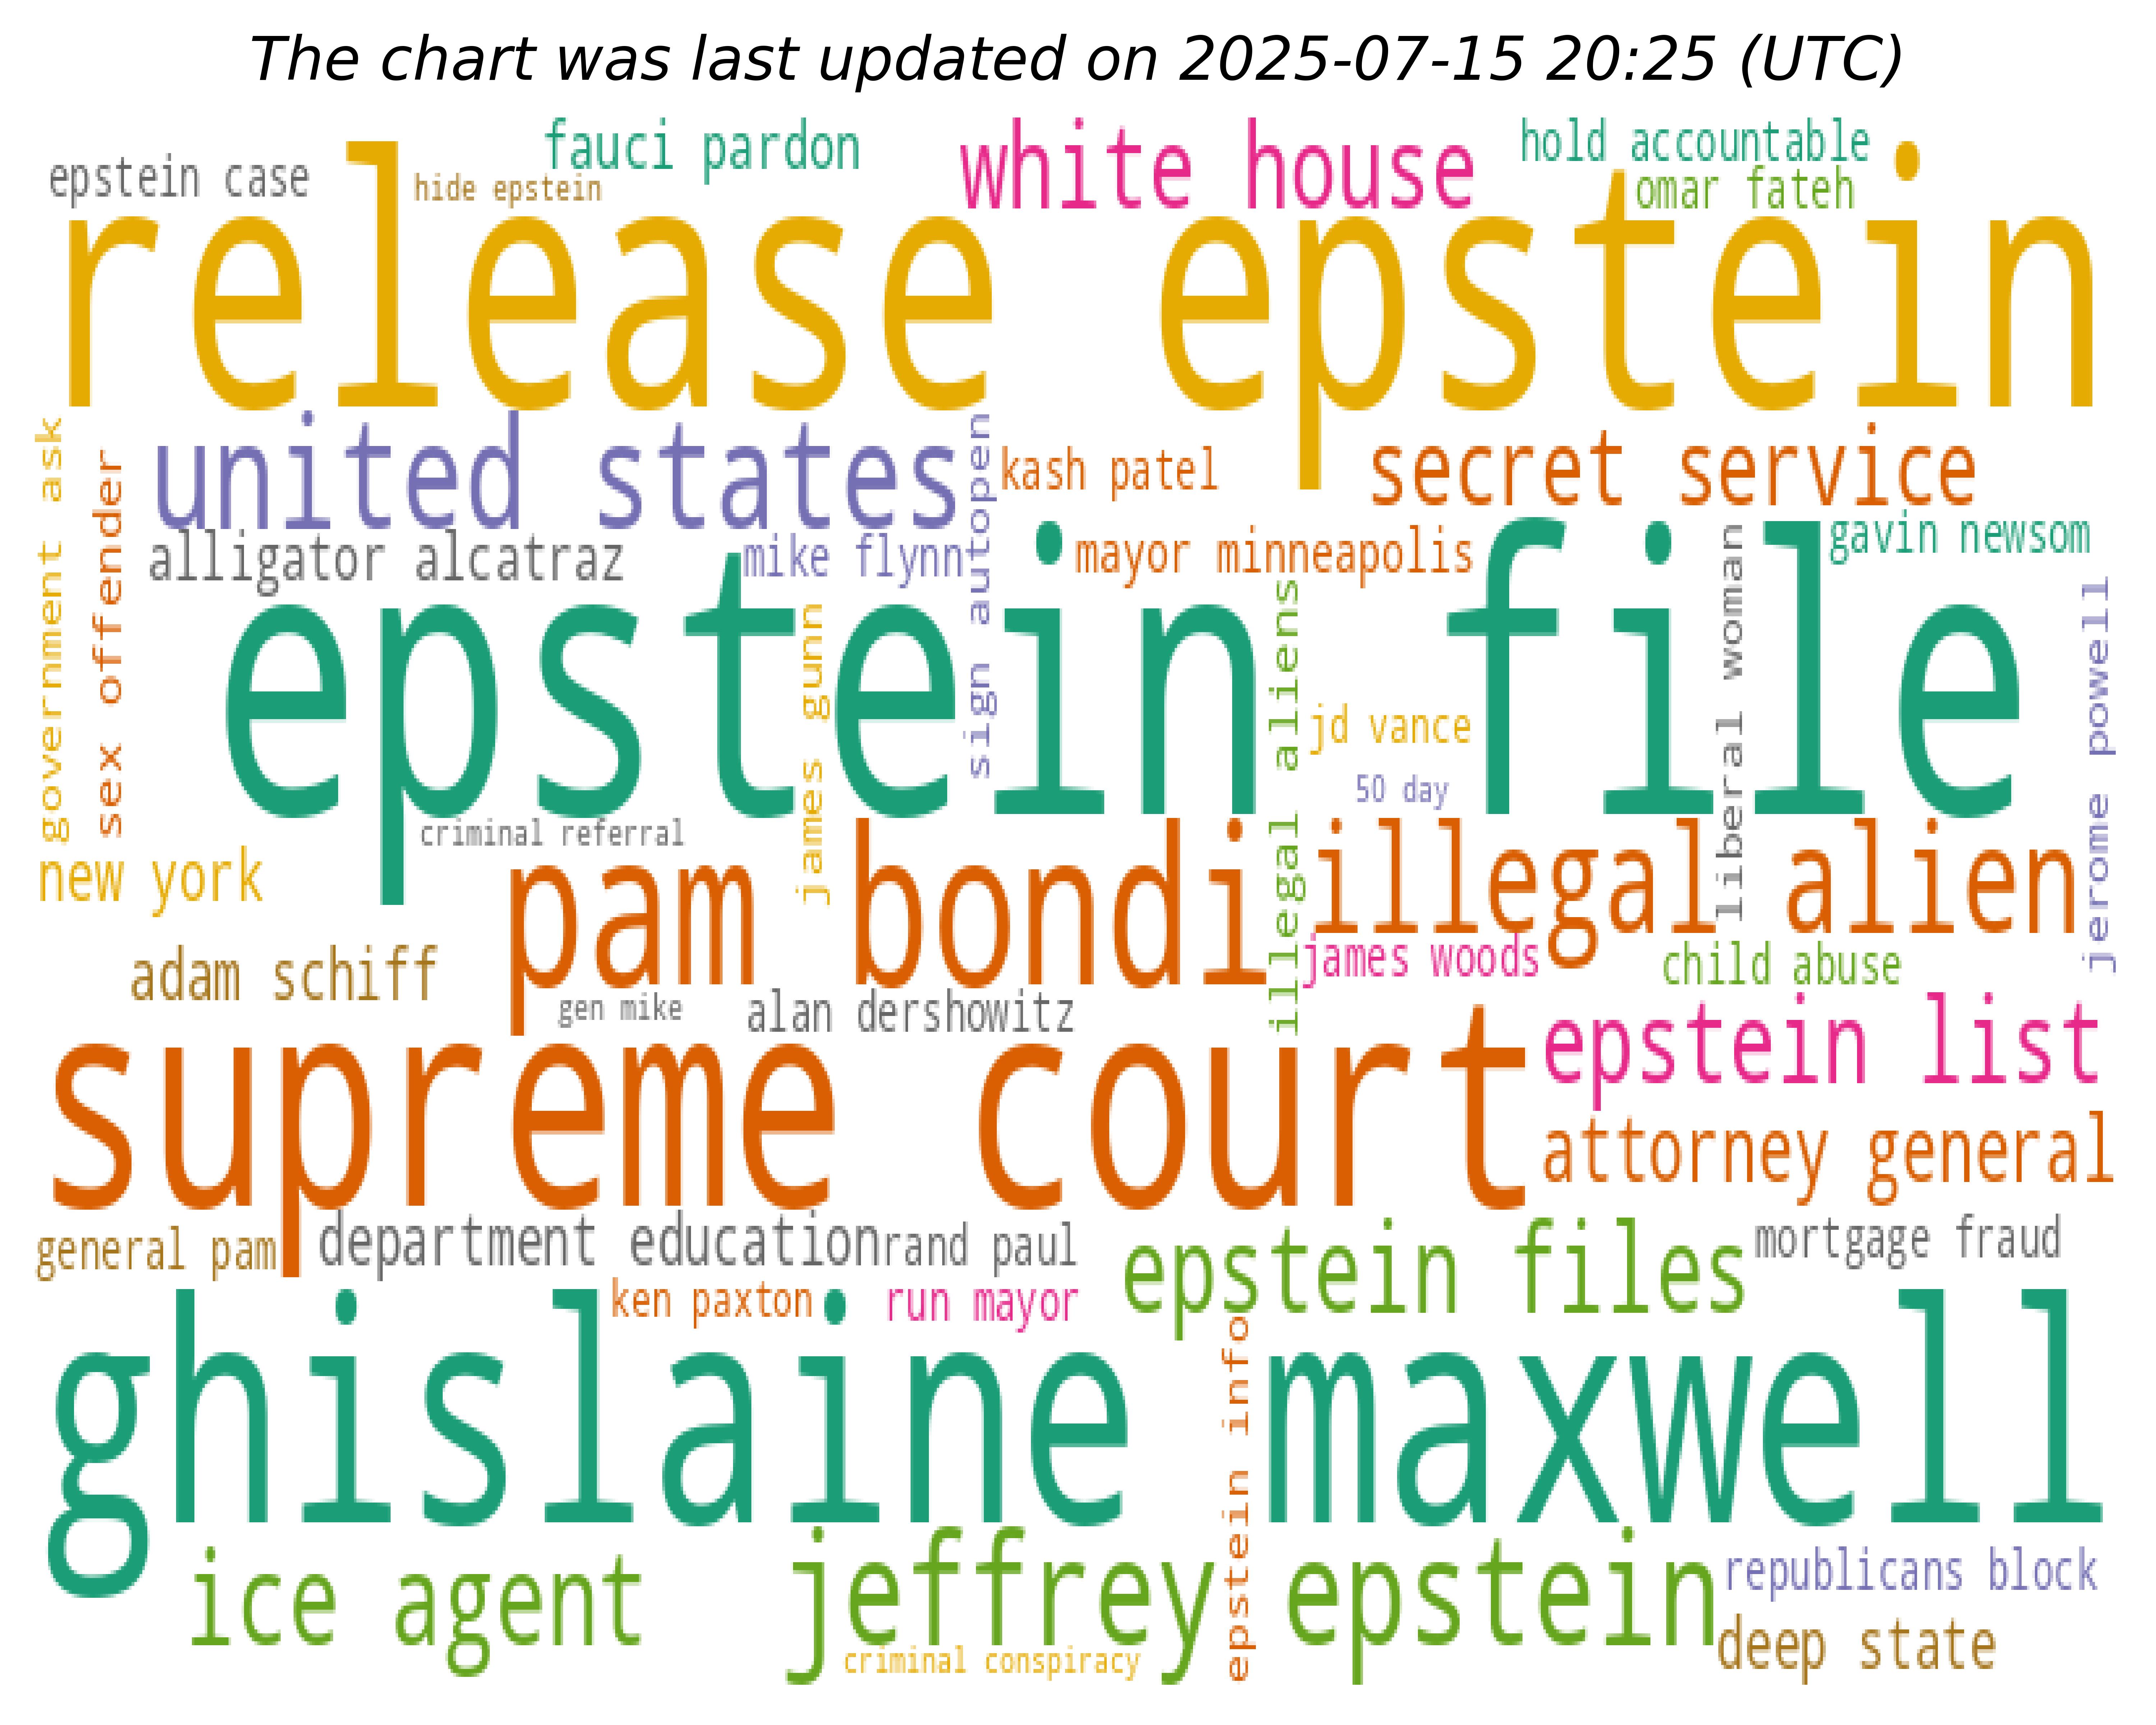 The chart was last updated on 2025-07-15 20:25 (UTC)
fauci pardon
white house
hold accountable
epstein case
hide epstein
omar fateh
release epstein
government ask
sex offender
united states
sign autopen
kash patel
secret service
alligator alcatraz
mike flynn
mayor minneapolis
gavin newsom
epstein file
james gunn
illegal aliens
jd vance
50 day
liberal woman
jerome powell
criminal referral
new york
pam bondi
illegal alien
adam schiff
james woods
child abuse
gen mike
alan dershowitz
epstein list
supreme court
attorney general
general pam
department education
rand paul
epstein files
mortgage fraud
ken paxton
run mayor
ghislaine maxwell
epstein info
ice agent
jeffrey epstein
republicans block
criminal conspiracy
deep state